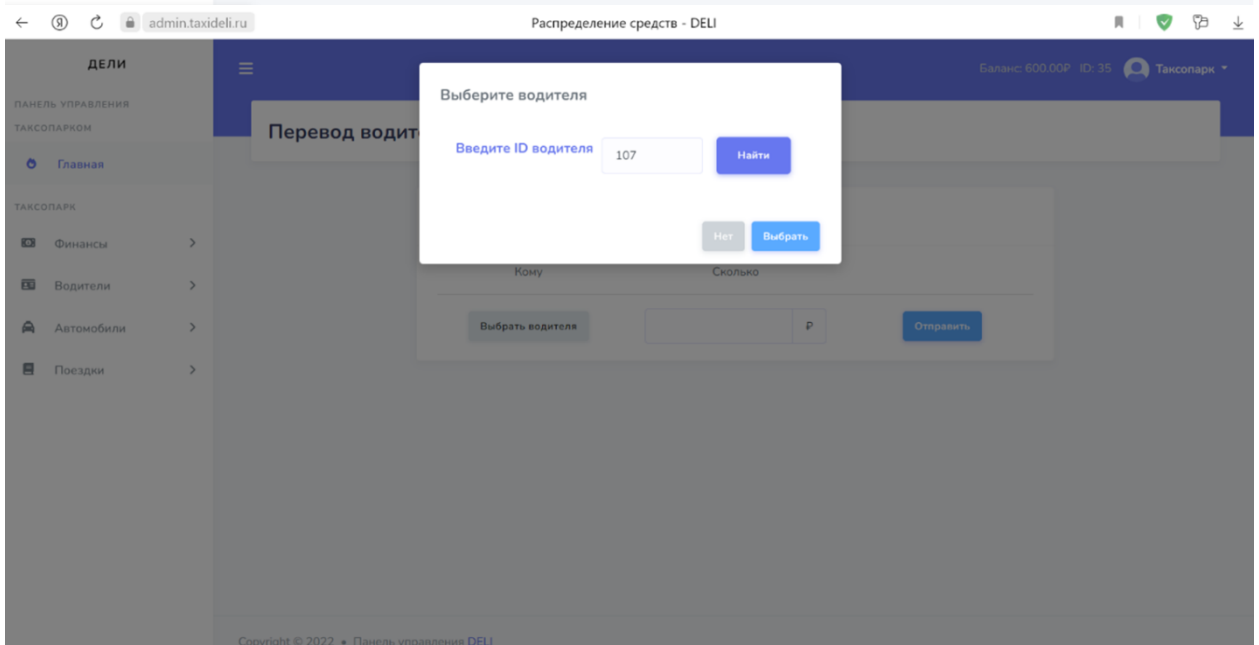 admin.taxideli.ru
Распределение средств - DELI
ДЕЛИ
Баланс: 600.00₽ ID: 35 Таксопарк
ПАНЕЛЬ УПРАВЛЕНИЯ
ТАКСОПАРКОМ
Главная
ТАКСОПАРК
Финансы
Водители
Автомобили
Поездки
Перевод
Выберите водителя
Введите ID водителя 107 Найти
Нет Выбрать
Кому Сколько
Выбрать водителя ₽ Отправить
Copyright © 2022 • Панель управления DELI